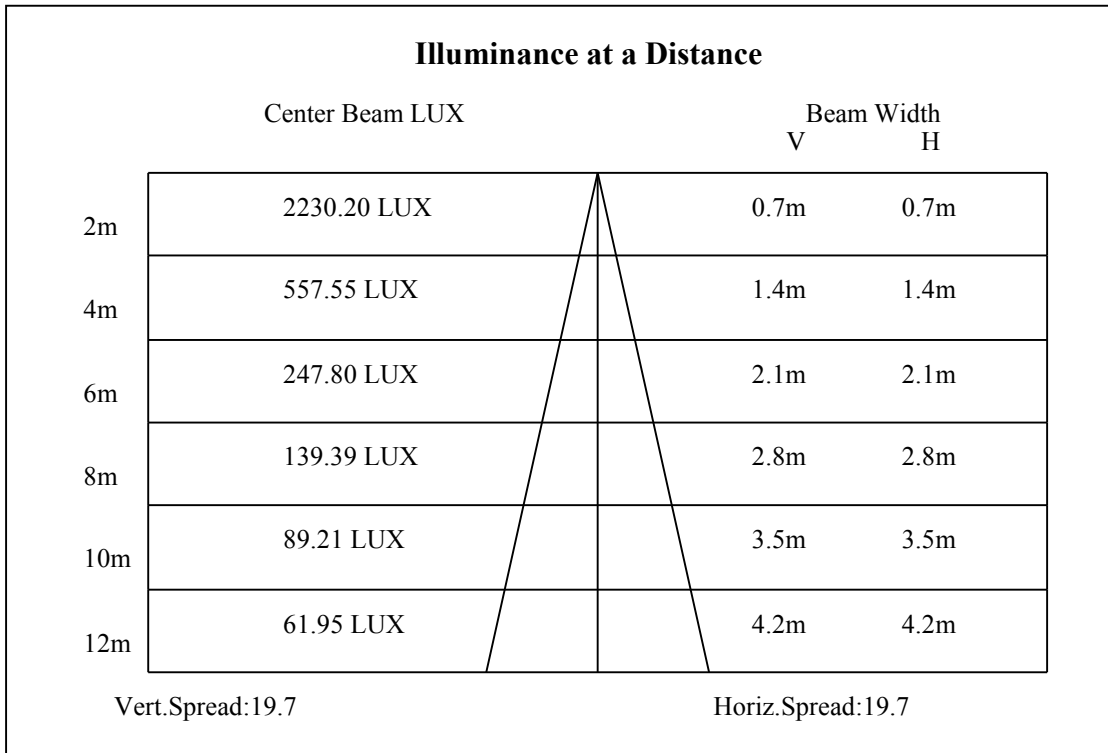 Illuminance at a Distance
Center Beam LUX Beam Width
V H
2m 2230.20 LUX 0.7m 0.7m
4m 557.55 LUX 1.4m 1.4m
6m 247.80 LUX 2.1m 2.1m
8m 139.39 LUX 2.8m 2.8m
10m 89.21 LUX 3.5m 3.5m
12m 61.95 LUX 4.2m 4.2m
Vert.Spread:19.7 Horiz.Spread:19.7